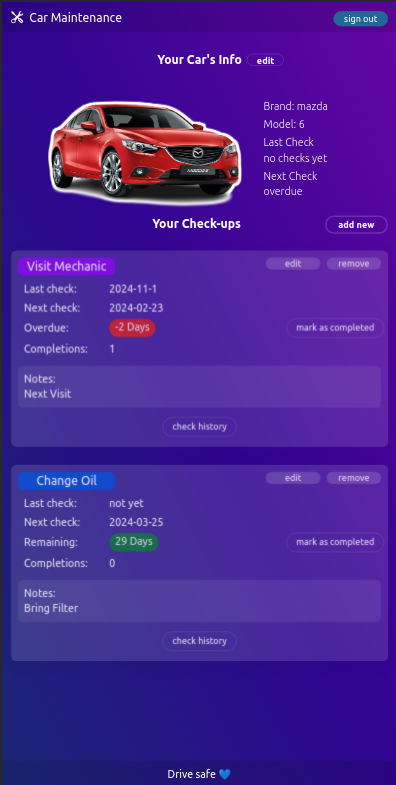 Car Maintenance
sign out
Your Car's Info
edit
Brand: mazda
Model: 6
Last Check
no checks yet
Next Check
overdue
Your Check-ups
add new
Visit Mechanic
edit
remove
Last check: 2024-11-1
Next check: 2024-02-23
Overdue: -2 Days
mark as completed
Completions: 1
Notes:
Next Visit
check history
Change Oil
edit
remove
Last check: not yet
Next check: 2024-03-25
Remaining: 29 Days
mark as completed
Completions: 0
Notes:
Bring Filter
check history
Drive safe 💙